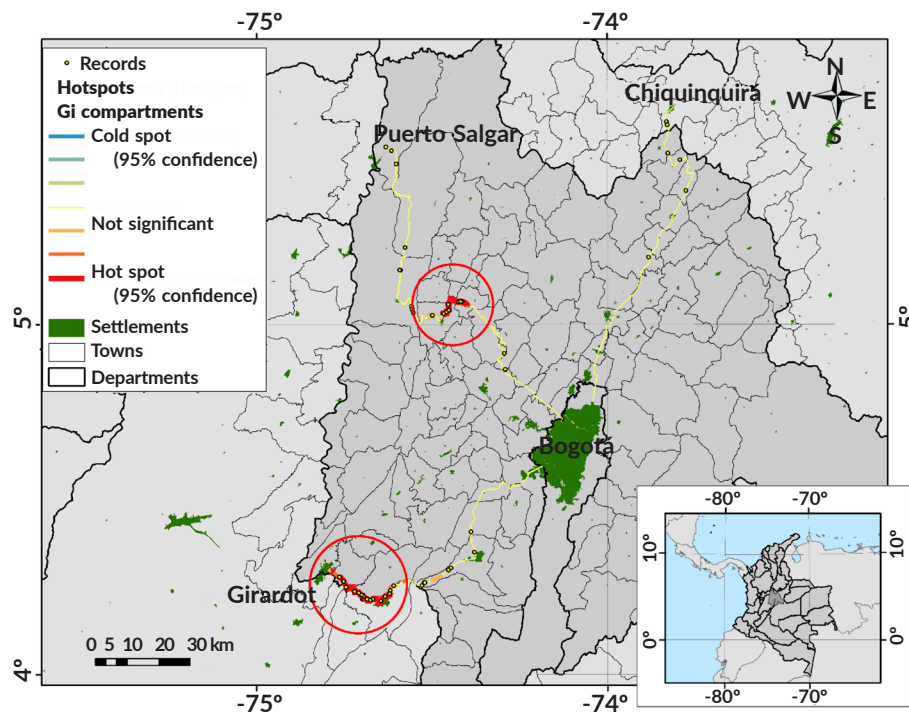 -75° -74°
Records
Hotspots
Gi compartments
Cold spot
(95% confidence)
Not significant
Hot spot
(95% confidence)
Settlements
Towns
Departments
Puerto Salgar
Chiquinquirá
N
W E
S
5° 5°
Bogotá
Girardot
0 5 10 20 30 km
4°
-75° -74°
-80° -70°
10° 10°
0° 0°
-80° -70°